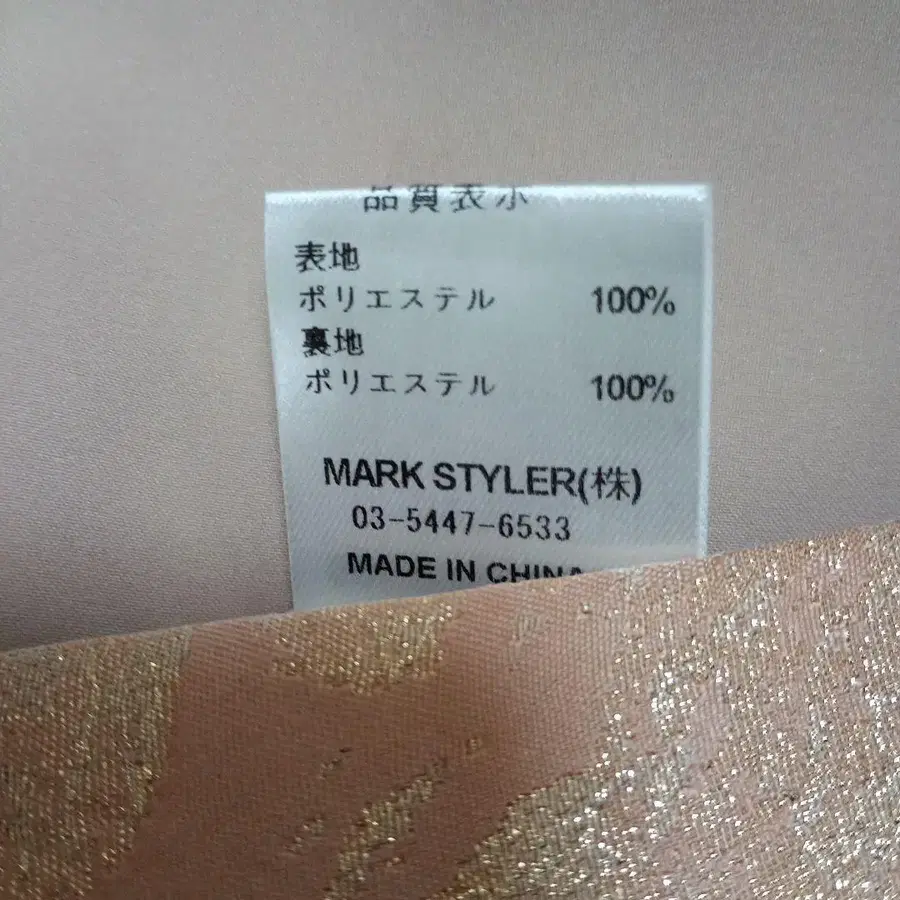 品質表示
表地
ポリエステル 100%
裏地
ポリエステル 100%
MARK STYLER(株)
03-5447-6533
MADE IN CHINA